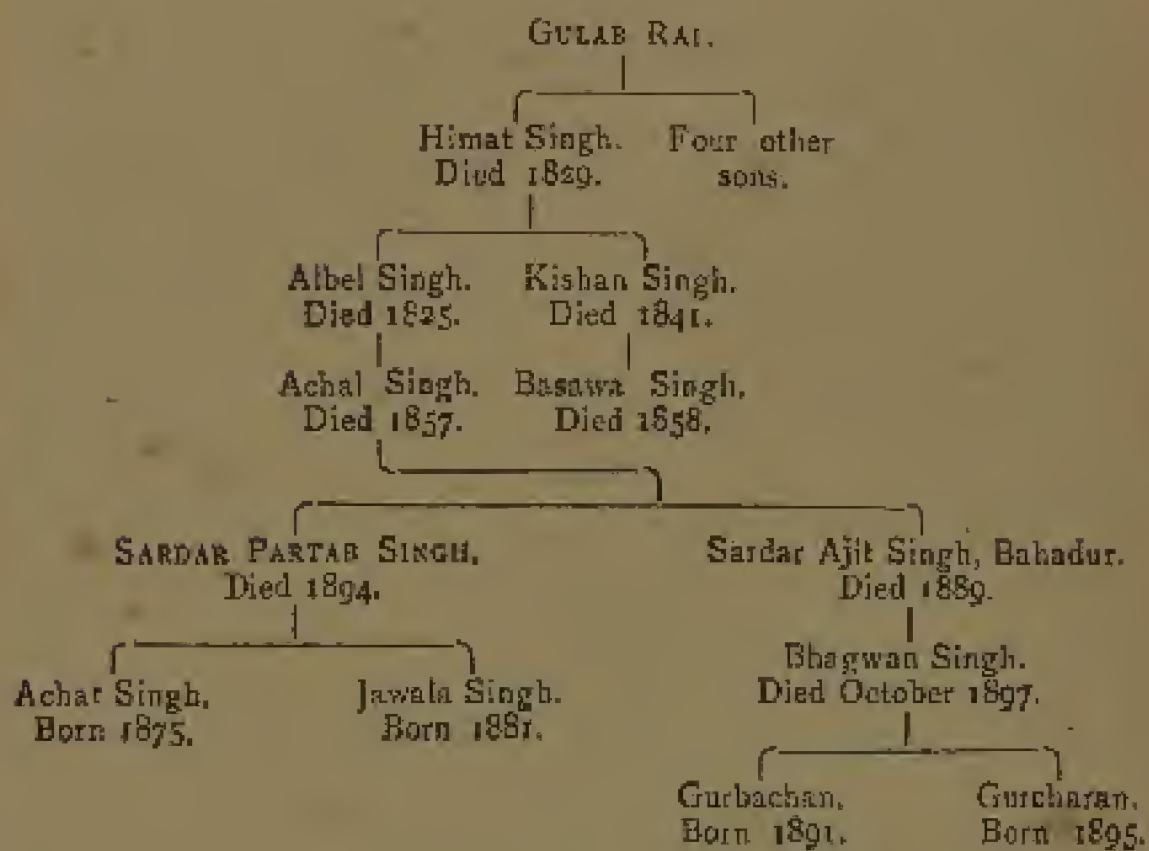 GULAB RAI.
Himat Singh. Four other
Died 1829. sons.
Albel Singh. Kishan Singh.
Died 1825. Died 1841.
Achal Singh. Basawa Singh.
Died 1857. Died 1858.
SARDAR PARTAB SINGH. Sardar Ajit Singh, Bahadur.
Died 1894. Died 1889.
Bhagwan Singh.
Achat Singh. Jawala Singh. Died October 1897.
Born 1875. Born 1881.
Gurbachan. Gurcharan.
Born 1891. Born 1895.